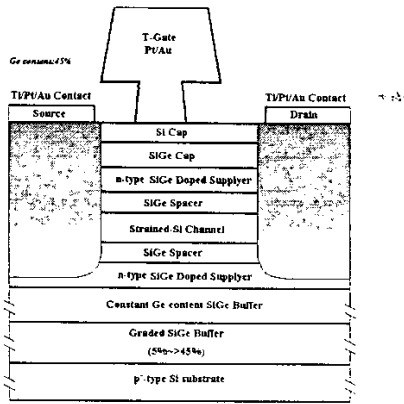 T-Gate
Pt/Au
Ge content:45%
Ti/Pt/Au Contact
Ti/Pt/Au Contact
Source
Drain
Si Cap
SiGe Cap
n-type SiGe Doped Supplyer
SiGe Spacer
Strained-Si Channel
SiGe Spacer
n-type SiGe Doped Supplyer
Constant Ge content SiGe Buffer
Graded SiGe Buffer
(5%~>45%)
p⁻-type Si substrate